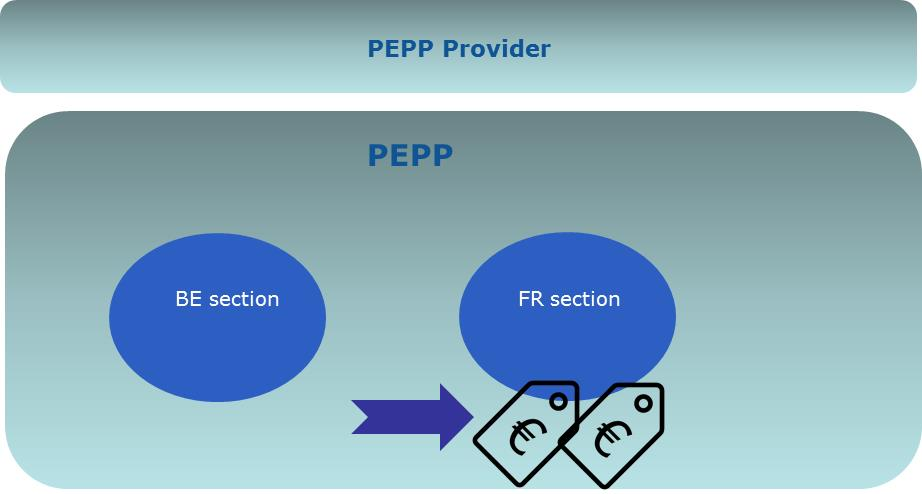 PEPP Provider
PEPP
BE section
FR section
€
€